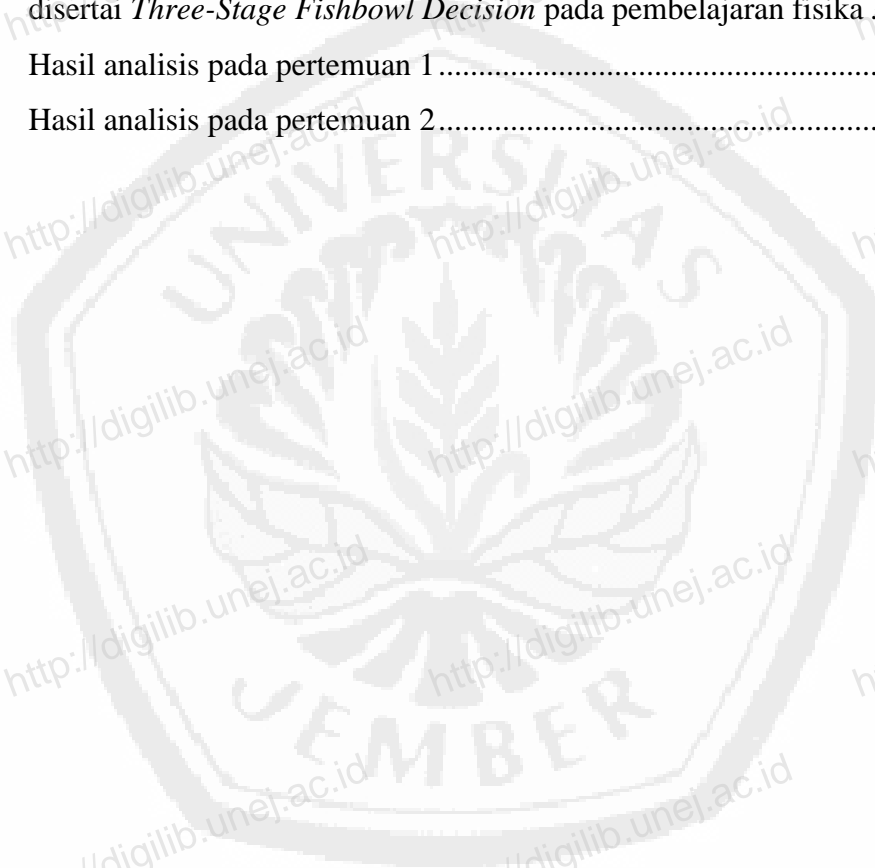 disertai Three-Stage Fishbowl Decision pada pembelajaran fisika .
Hasil analisis pada pertemuan 1........................................................
Hasil analisis pada pertemuan 2........................................................
UNIVERSITAS
JEMBER
http://digilib.unej.ac.id
http://digilib.unej.ac.id
http://digilib.unej.ac.id
http://digilib.unej.ac.id
http://digilib.unej.ac.id
http://digilib.unej.ac.id
//digilib.unej.ac.id
//digilib.unej.ac.id